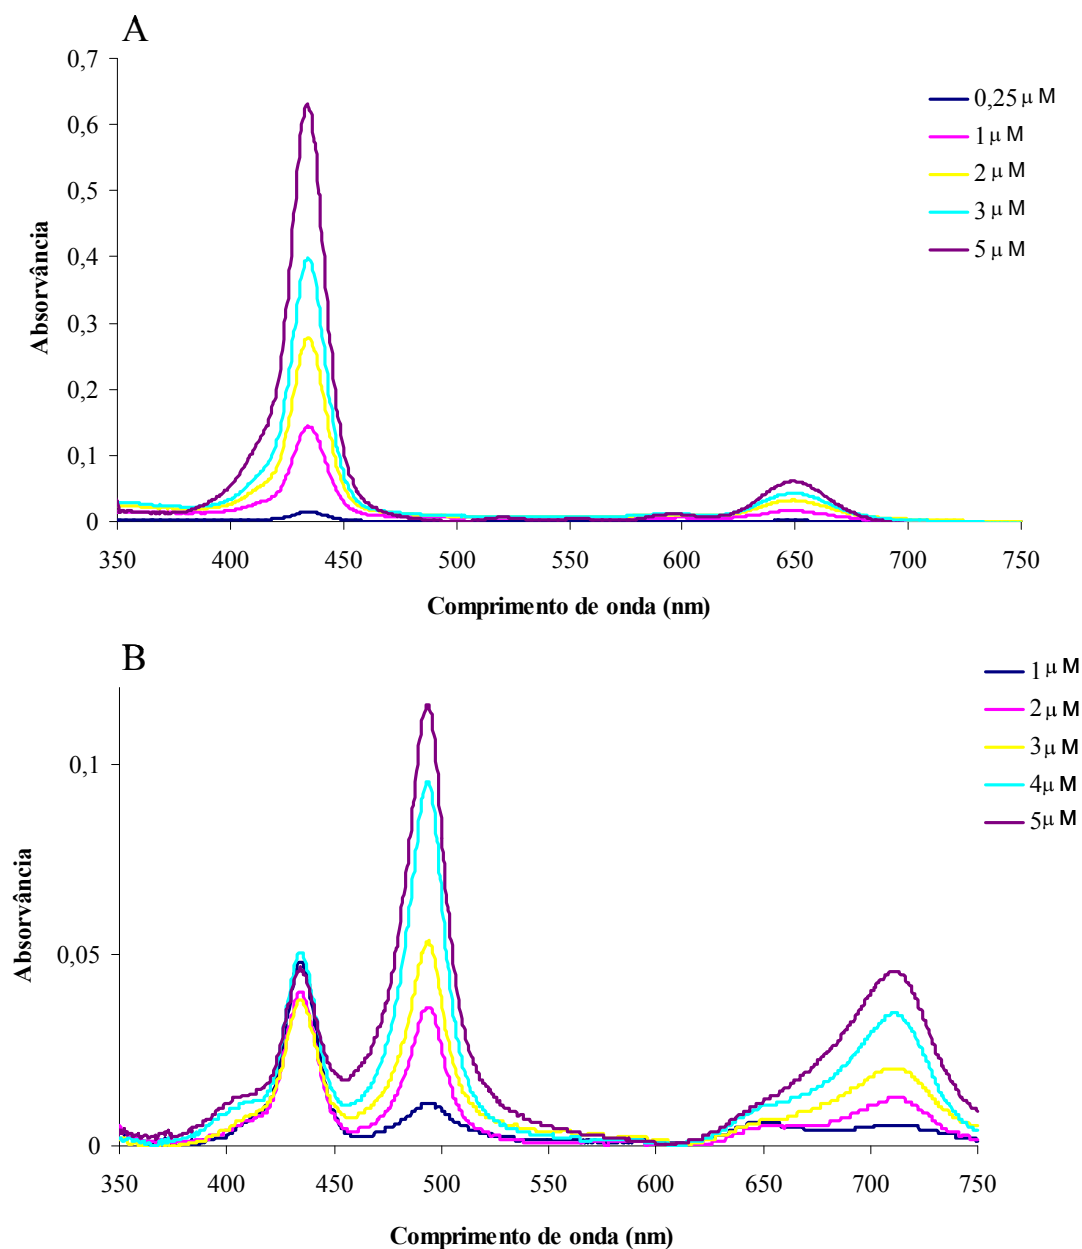 A
0,7
0,6
0,5
0,4
0,3
0,2
0,1
0
Absorvância
350 400 450 500 550 600 650 700 750
Comprimento de onda (nm)
0,25 μ M
1 μ M
2 μ M
3 μ M
5 μ M
B
0,1
0,05
0
Absorvância
350 400 450 500 550 600 650 700 750
Comprimento de onda (nm)
1 μ M
2 μ M
3 μ M
4 μ M
5 μ M